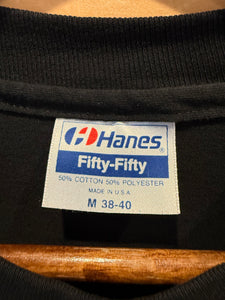 Hanes
Fifty-Fifty
50% COTTON 50% POLYESTER
MADE IN U.S.A.
M 38-40